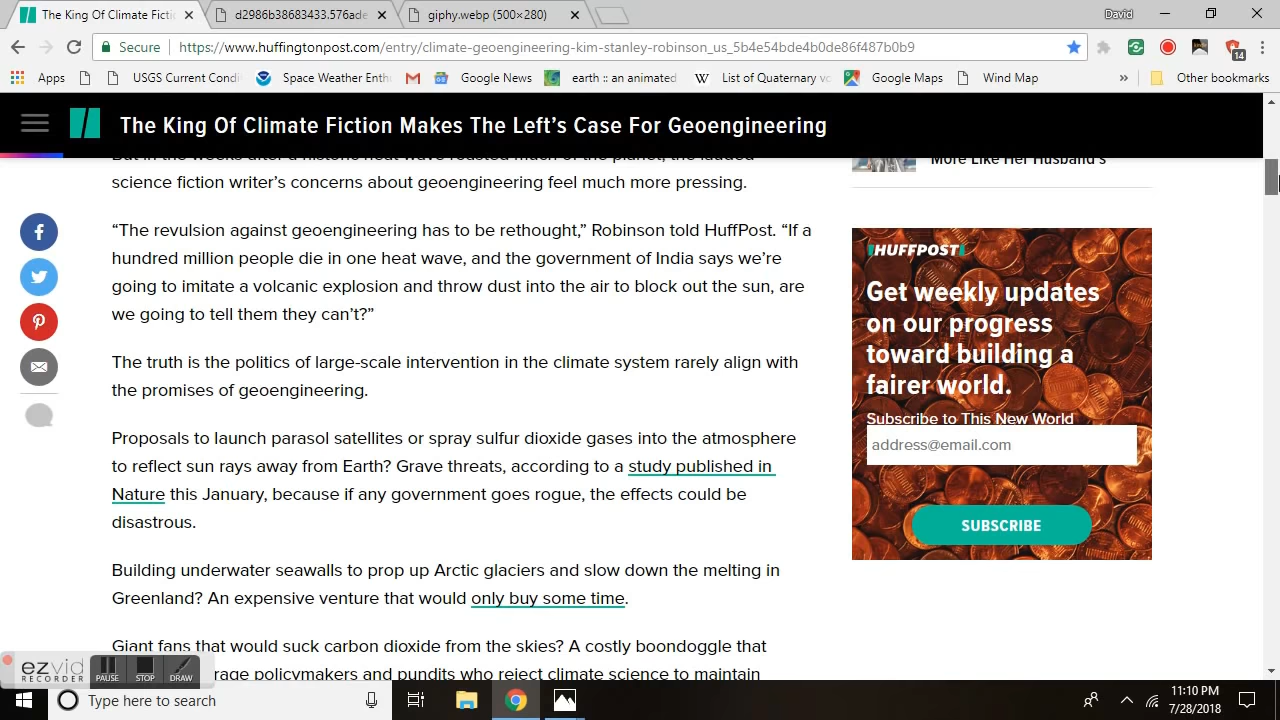 The King Of Climate Fictic
d2986b38683433.576ade
giphy.webp (500×280)
David
Secure
https://www.huffingtonpost.com/entry/climate-geoengineering-kim-stanley-robinson_us_5b4e54bde4b0de86f487b0b9
14
Apps
USGS Current Condi
Space Weather Enth
Google News
earth :: an animated
List of Quaternary vo
Google Maps
Wind Map
»
Other bookmarks
The King Of Climate Fiction Makes The Left's Case For Geoengineering
But in the weeks after a historic heat wave roasted much of the planet, the lauded
science fiction writer's concerns about geoengineering feel much more pressing.
“The revulsion against geoengineering has to be rethought,” Robinson told HuffPost. “If a
hundred million people die in one heat wave, and the government of India says we're
going to imitate a volcanic explosion and throw dust into the air to block out the sun, are
we going to tell them they can't?”
The truth is the politics of large-scale intervention in the climate system rarely align with
the promises of geoengineering.
Proposals to launch parasol satellites or spray sulfur dioxide gases into the atmosphere
to reflect sun rays away from Earth? Grave threats, according to a study published in
Nature this January, because if any government goes rogue, the effects could be
disastrous.
Building underwater seawalls to prop up Arctic glaciers and slow down the melting in
Greenland? An expensive venture that would only buy some time.
Giant fans that would suck carbon dioxide from the skies? A costly boondoggle that
rage policymakers and pundits who reject climate science to maintain
More Like Her Husband's
HUFFPOST
Get weekly updates
on our progress
toward building a
fairer world.
Subscribe to This New World
address@email.com
SUBSCRIBE
ezvid
RECORDER
PAUSE
STOP
DRAW
Type here to search
11:10 PM
7/28/2018